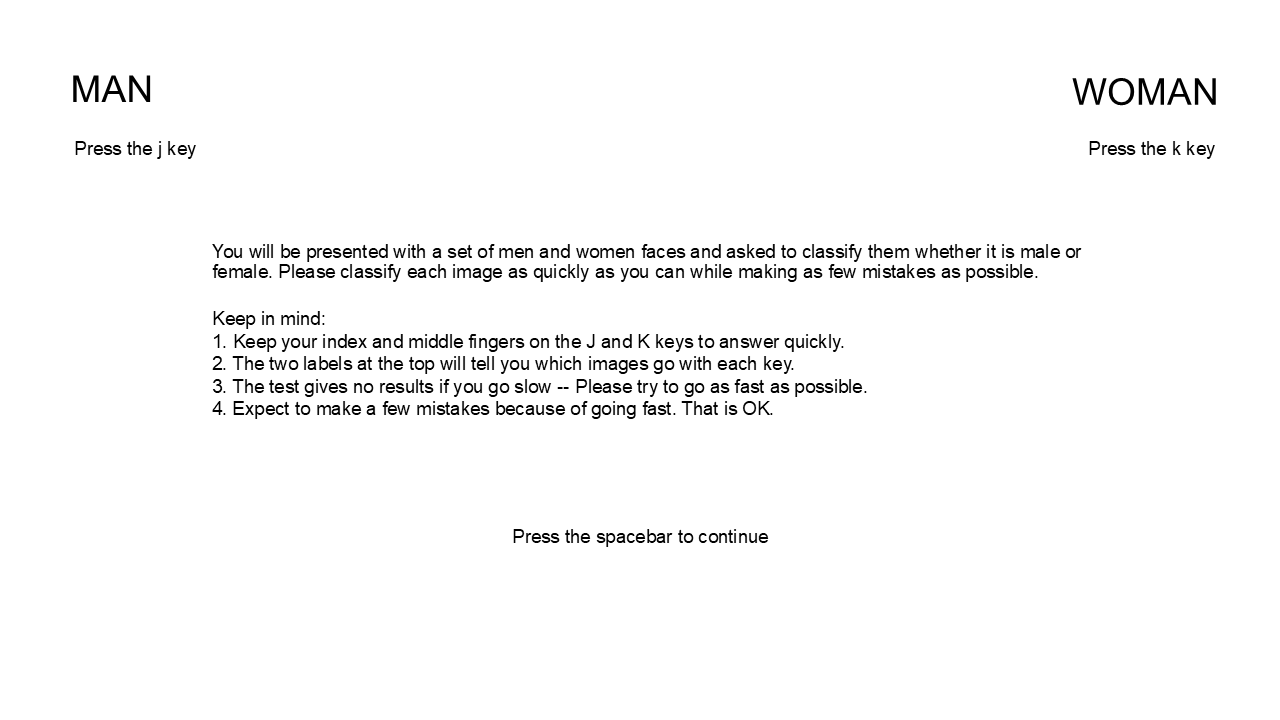 MAN
WOMAN
Press the j key
Press the k key
You will be presented with a set of men and women faces and asked to classify them whether it is male or
female. Please classify each image as quickly as you can while making as few mistakes as possible.
Keep in mind:
1. Keep your index and middle fingers on the J and K keys to answer quickly.
2. The two labels at the top will tell you which images go with each key.
3. The test gives no results if you go slow -- Please try to go as fast as possible.
4. Expect to make a few mistakes because of going fast. That is OK.
Press the spacebar to continue